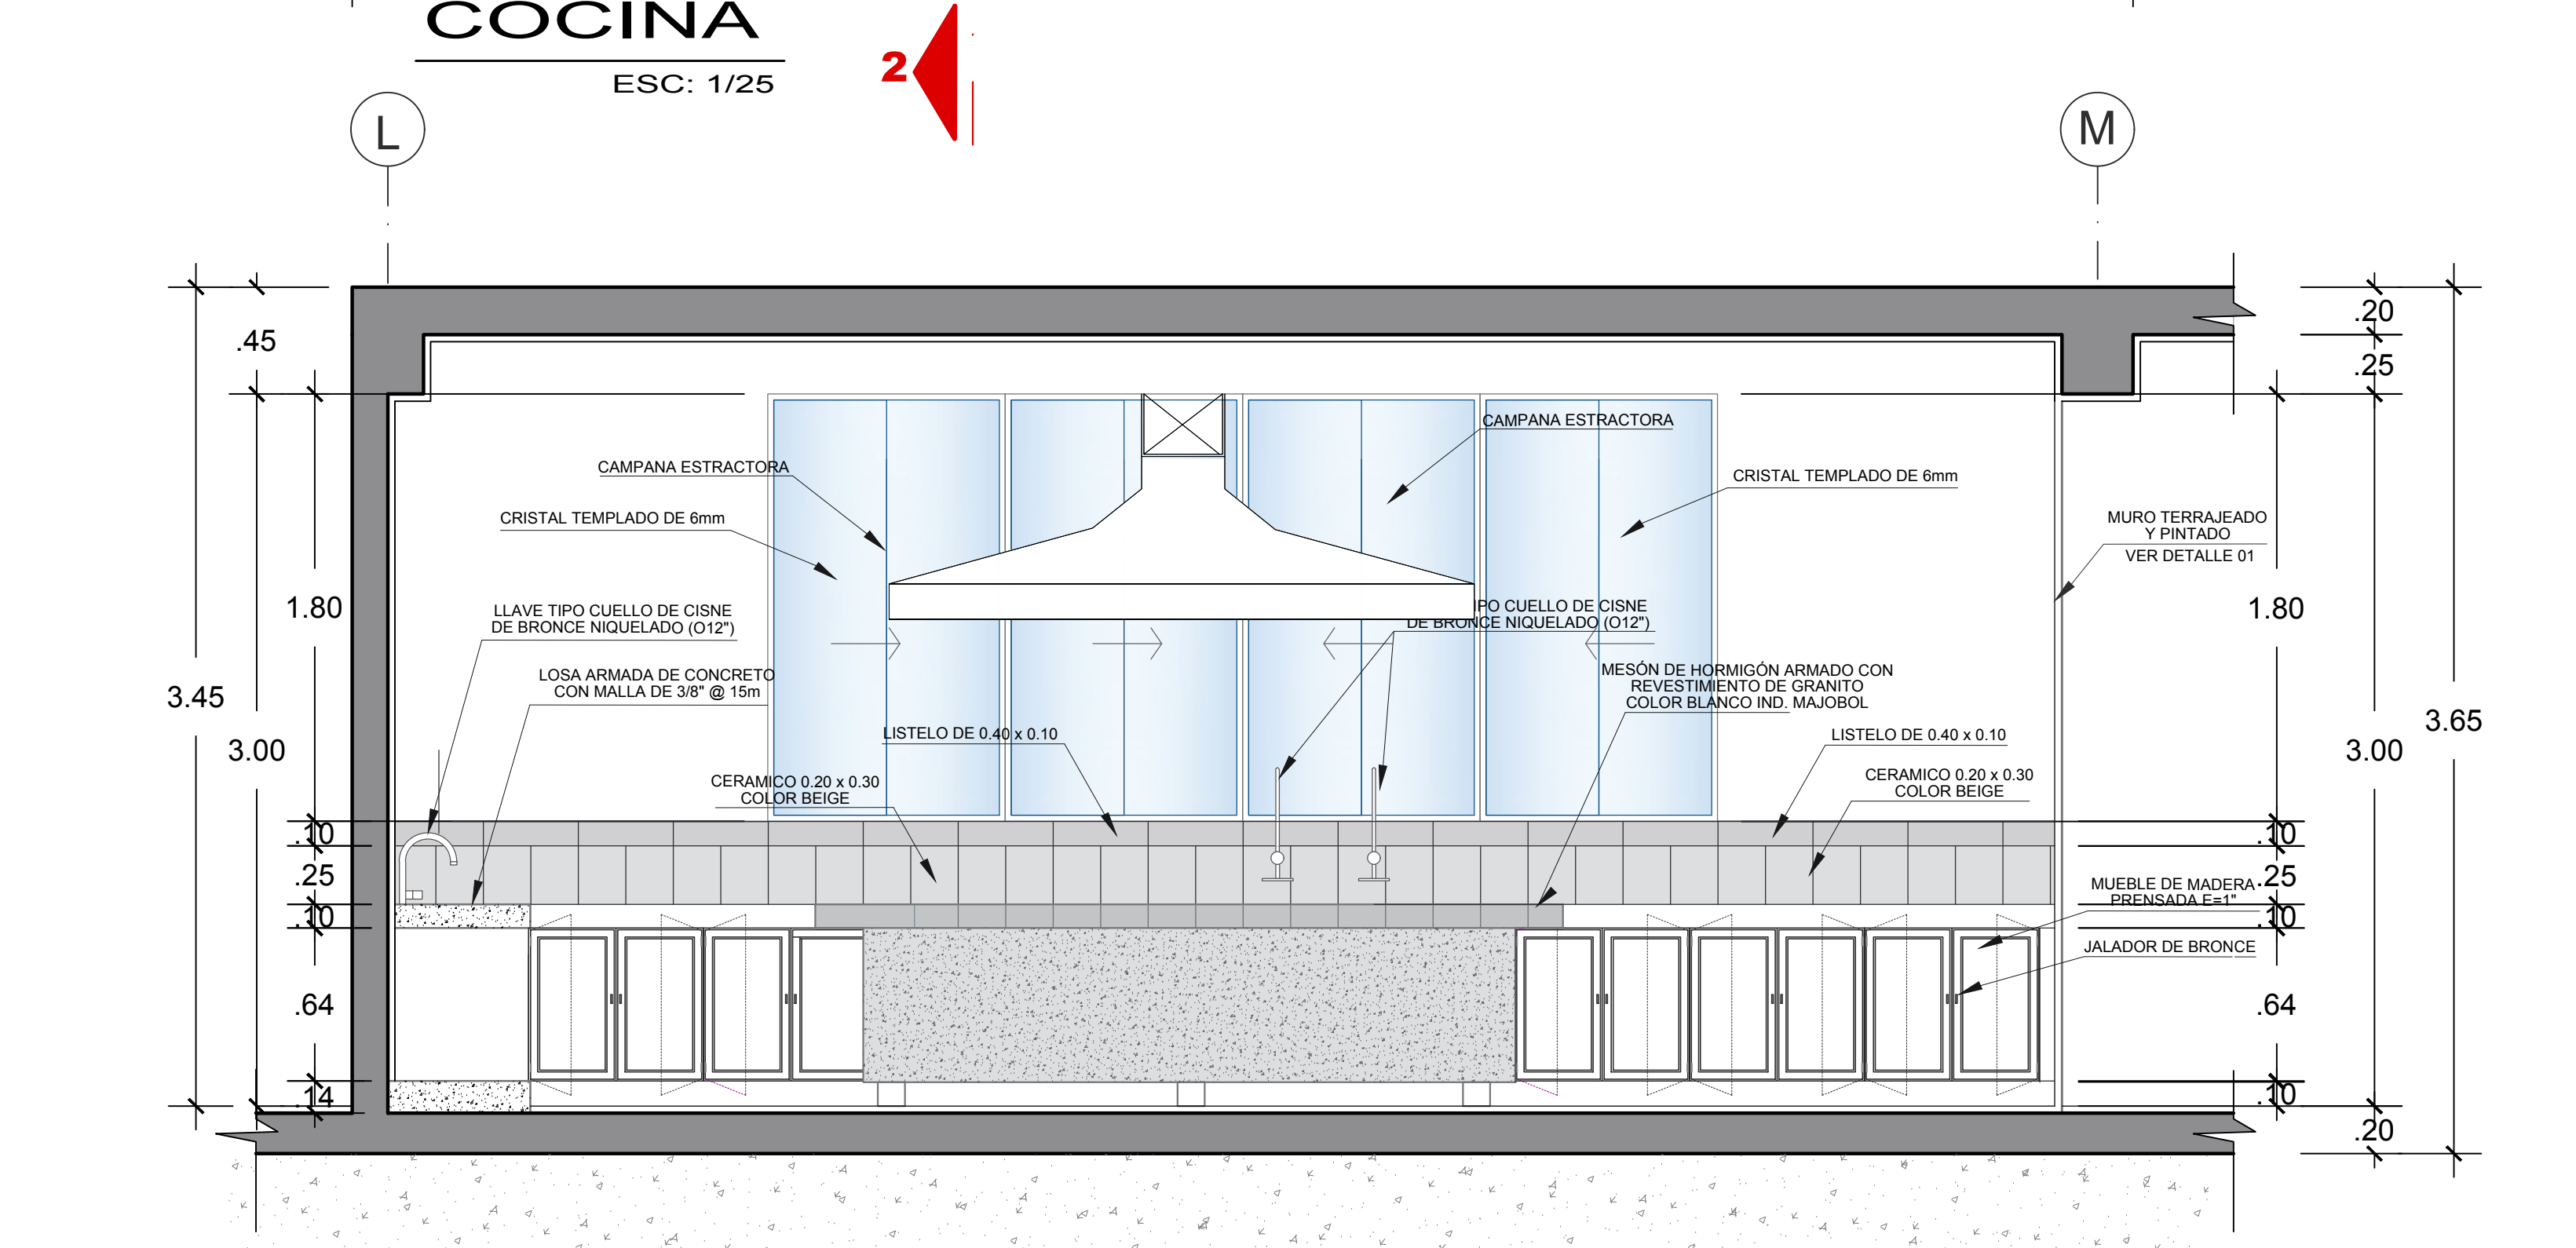 COCINA
ESC: 1/25
2
L
M
.45
3.45
3.00
1.80
.10
.25
.10
.64
.14
CAMPANA ESTRACTORA
CRISTAL TEMPLADO DE 6mm
LLAVE TIPO CUELLO DE CISNE
DE BRONCE NIQUELADO (O12")
LOSA ARMADA DE CONCRETO
CON MALLA DE 3/8" @ 15m
LISTELO DE 0.40 x 0.10
CERAMICO 0.20 x 0.30
COLOR BEIGE
CAMPANA ESTRACTORA
CRISTAL TEMPLADO DE 6mm
IPO CUELLO DE CISNE
DE BRONCE NIQUELADO (O12")
MESÓN DE HORMIGÓN ARMADO CON
REVESTIMIENTO DE GRANITO
COLOR BLANCO IND. MAJOBOL
LISTELO DE 0.40 x 0.10
CERAMICO 0.20 x 0.30
COLOR BEIGE
MURO TERRAJEADO
Y PINTADO
VER DETALLE 01
MUEBLE DE MADERA
PRENSADA E=1"
JALADOR DE BRONCE
.20
.25
1.80
3.00
3.65
.10
.25
.10
.64
.10
.20